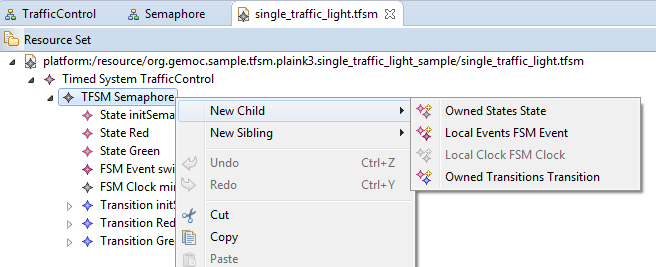 TrafficControl Semaphore single_traffic_light.tfsm
Resource Set
platform:/resource/org.gemoc.sample.tfsm.plaink3.single_traffic_light_sample/single_traffic_light.tfsm
Timed System TrafficControl
TFSM Semaphore
State initSema
State Red
State Green
FSM Event swi
FSM Clock mi
Transition initS
Transition Red
Transition Gre
New Child
New Sibling
Undo Ctrl+Z
Redo Ctrl+Y
Cut
Copy
Paste
Owned States State
Local Events FSM Event
Local Clock FSM Clock
Owned Transitions Transition